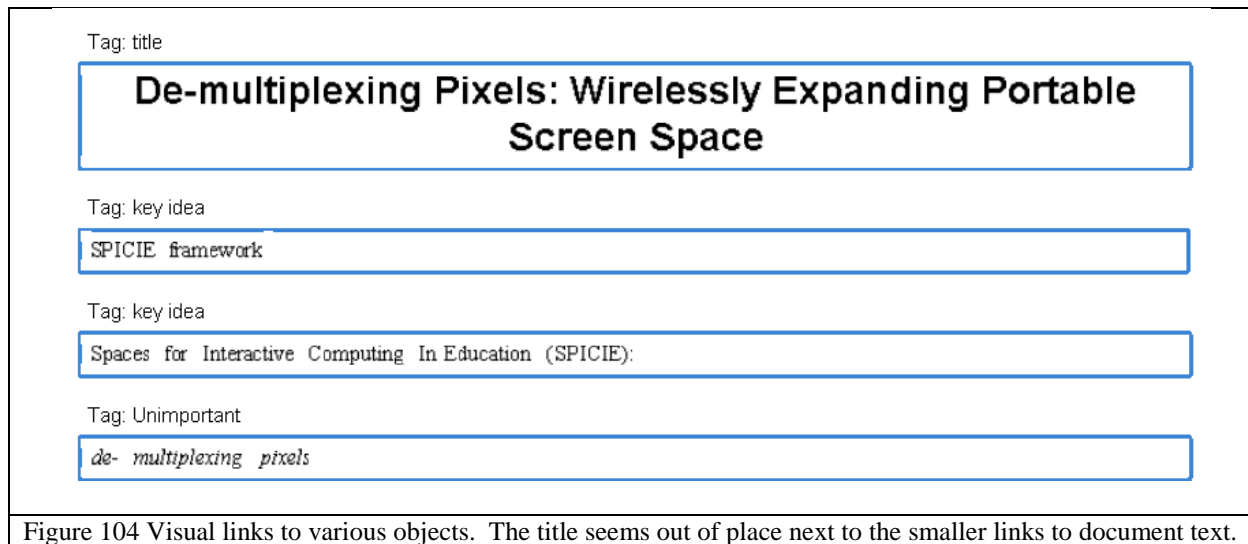 Tag: title
De-multiplexing Pixels: Wirelessly Expanding Portable
Screen Space
Tag: key idea
SPICIE framework
Tag: key idea
Spaces for Interactive Computing In Education (SPICIE):
Tag: Unimportant
de- multiplexing pixels
Figure 104 Visual links to various objects. The title seems out of place next to the smaller links to document text.